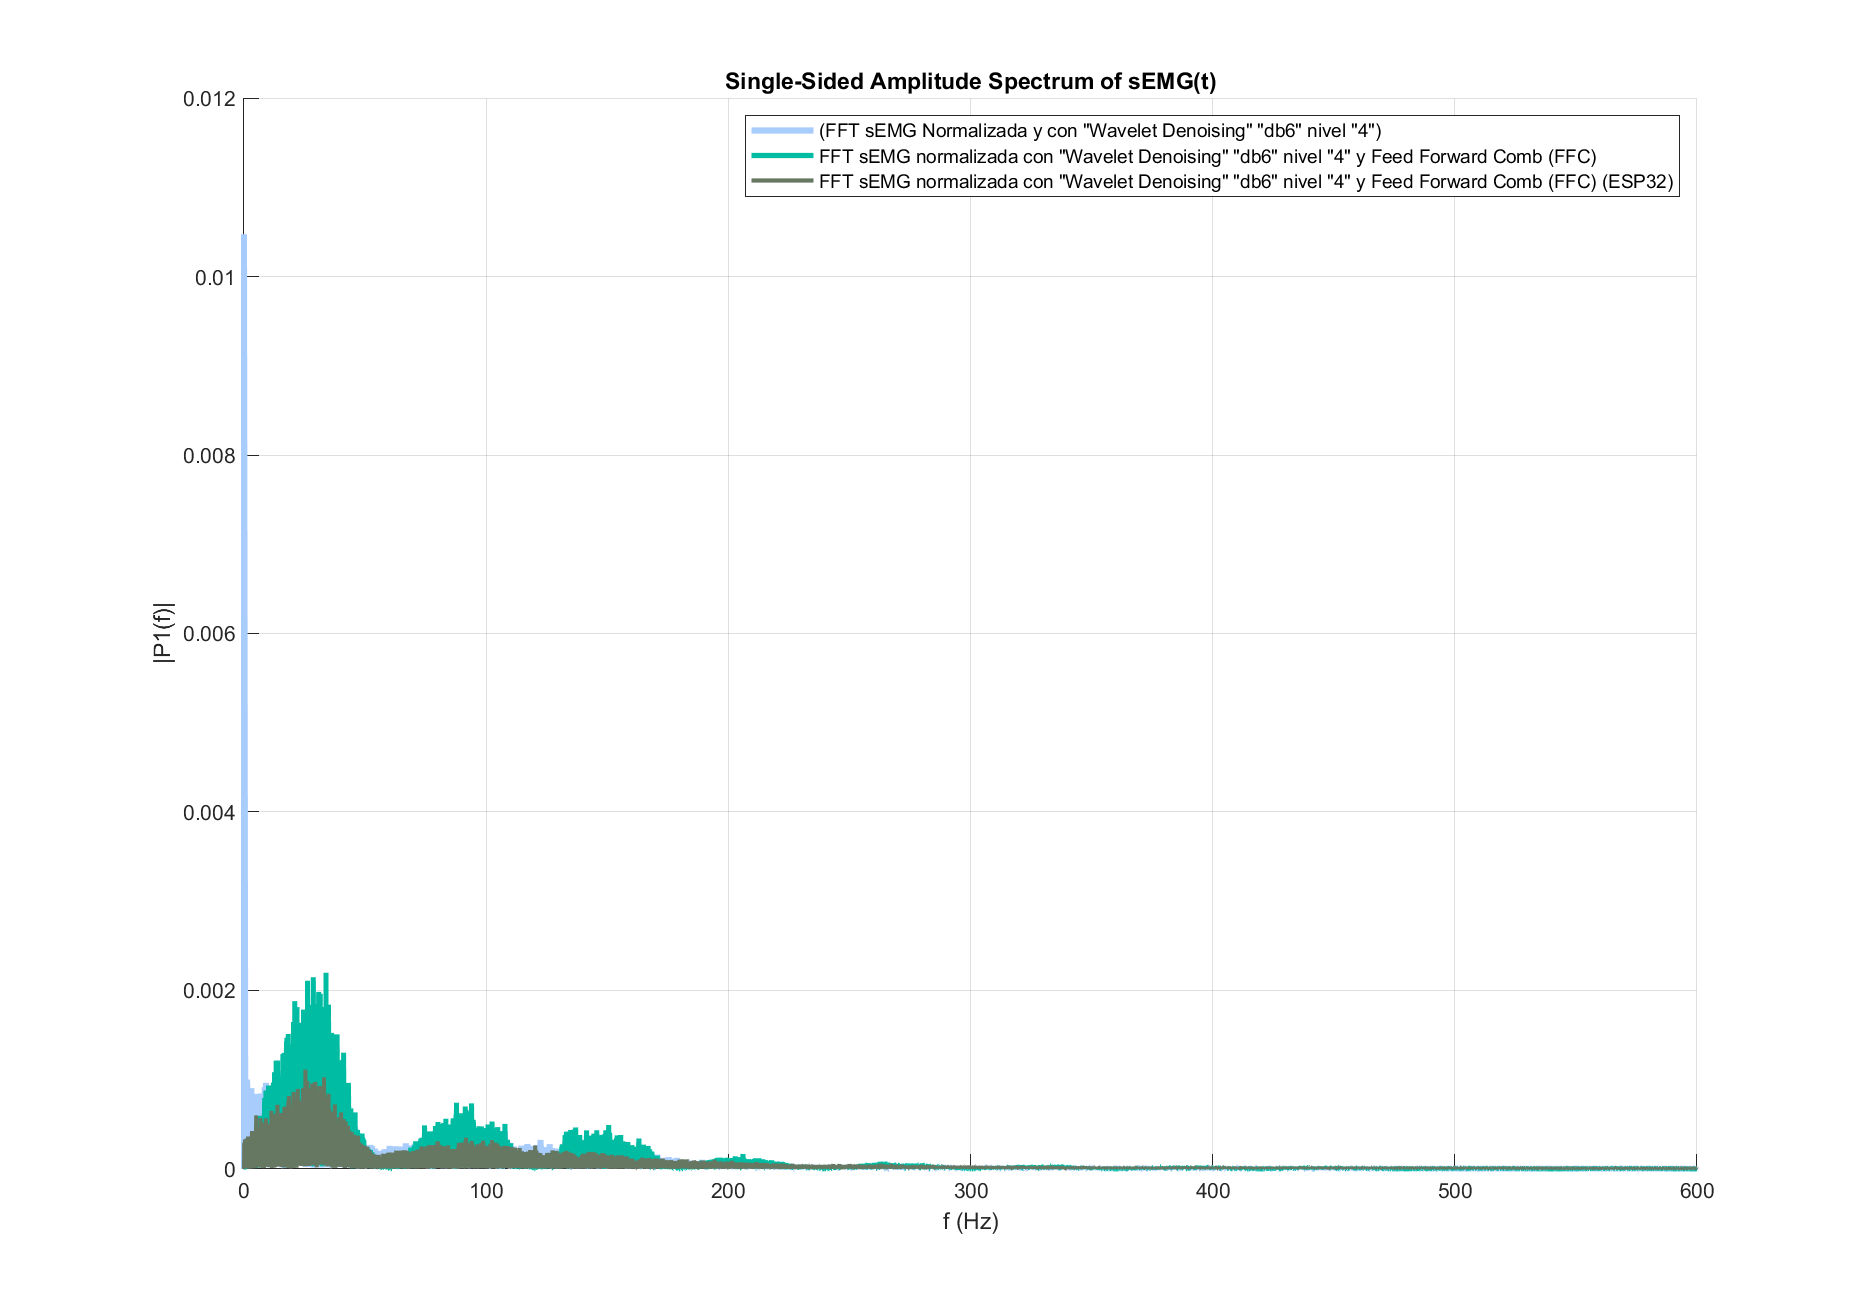 Single-Sided Amplitude Spectrum of sEMG(t)
(FFT sEMG Normalizada y con "Wavelet Denoising" "db6" nivel "4")
FFT sEMG normalizada con "Wavelet Denoising" "db6" nivel "4" y Feed Forward Comb (FFC)
FFT sEMG normalizada con "Wavelet Denoising" "db6" nivel "4" y Feed Forward Comb (FFC) (ESP32)
|P1(f)|
0.012
0.01
0.008
0.006
0.004
0.002
0
0 100 200 300 400 500 600
f (Hz)